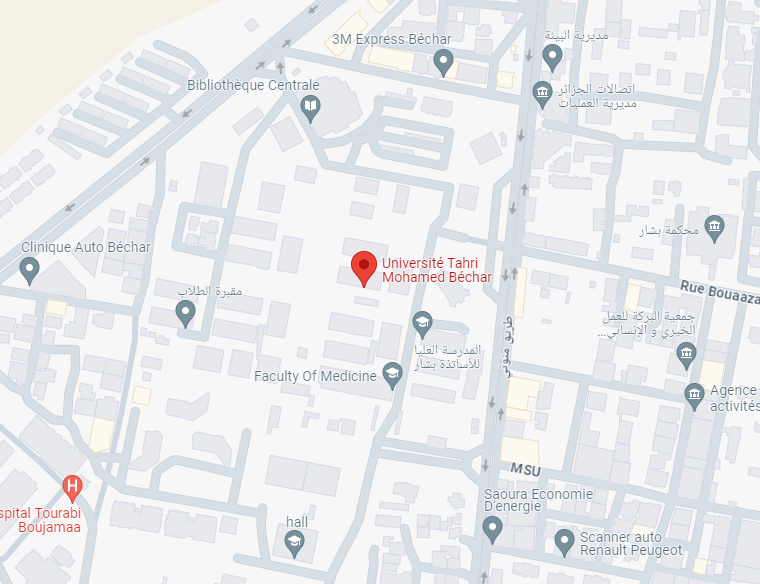 3M Express Béchar
مديرية البيئة
Bibliothèque Centrale
اتصالات الجزائر
مديرية العمليات
محكمة بشار
Clinique Auto Béchar
Université Tahri
Mohamed Béchar
مقبرة الطلاب
Rue Bouaaza
جمعية البركة للعمل
الخيري و الإنساني...
طريق
المدرسة العليا
للأساتذة بشار
Faculty Of Medicine
Agence
activités
MSU
H
spital Tourabi
Boujamaa
Saoura Economie
D'energie
hall
Scanner auto
Renault Peugeot